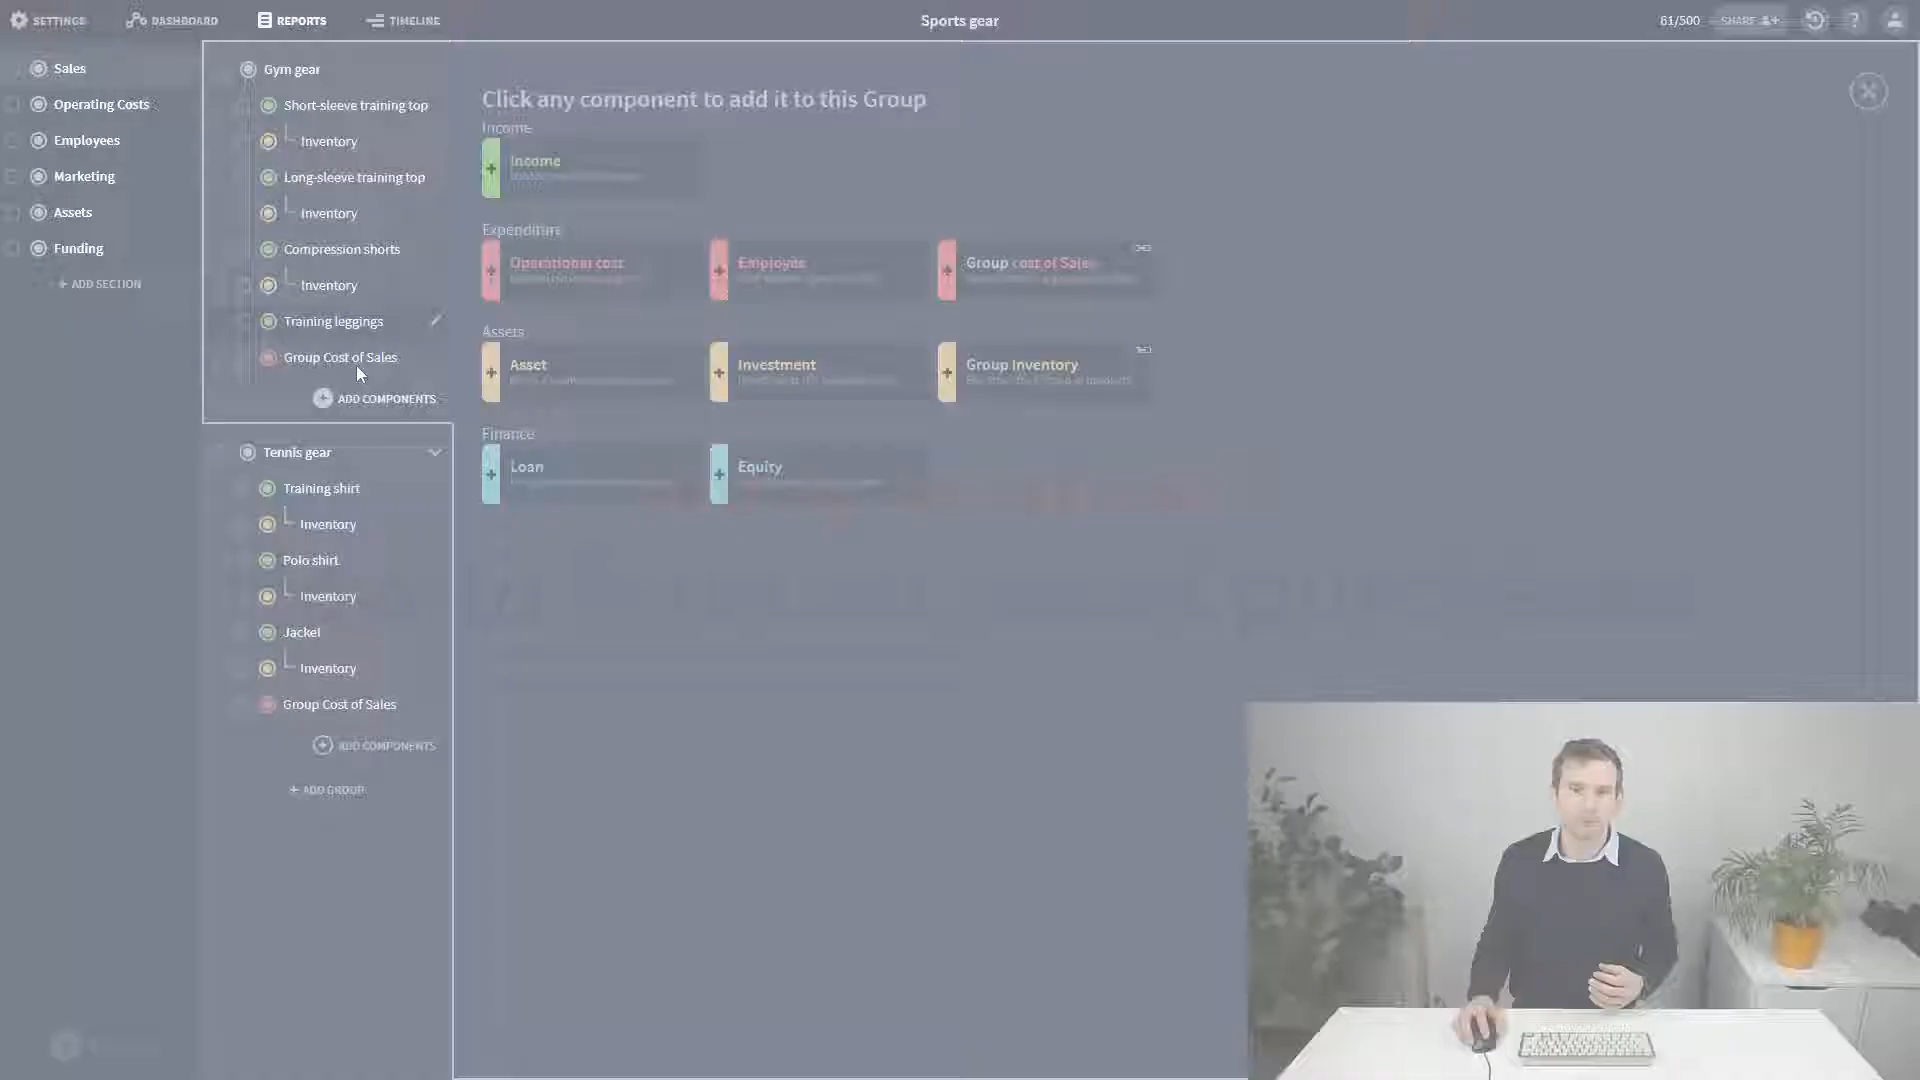 SETTINGS
DASHBOARD
REPORTS
TIMELINE
Sports gear
61/500
SHARE
?
Sales
Operating Costs
Employees
Marketing
Assets
Funding
+ ADD SECTION
Gym gear
Short-sleeve training top
Inventory
Long-sleeve training top
Inventory
Compression shorts
Inventory
Training leggings
Group Cost of Sales
+ ADD COMPONENTS
Tennis gear
Training shirt
Inventory
Polo shirt
Inventory
Jacket
Inventory
Group Cost of Sales
+ ADD COMPONENTS
+ ADD GROUP
Click any component to add it to this Group
Income
+ Income
Expenditure
+ Operational cost
+ Employee
+ Group cost of Sales
Assets
+ Asset
+ Investment
+ Group Inventory
Finance
+ Loan
+ Equity